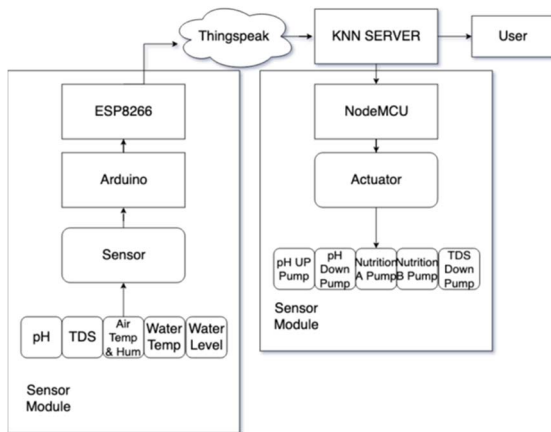 Thingspeak
KNN SERVER
User
ESP8266
Arduino
Sensor
pH
TDS
Air
Temp
& Hum
Water
Temp
Water
Level
Sensor
Module
NodeMCU
Actuator
pH UP
Pump
pH
Down
Pump
Nutrition
A Pump
Nutrition
B Pump
TDS
Down
Pump
Sensor
Module